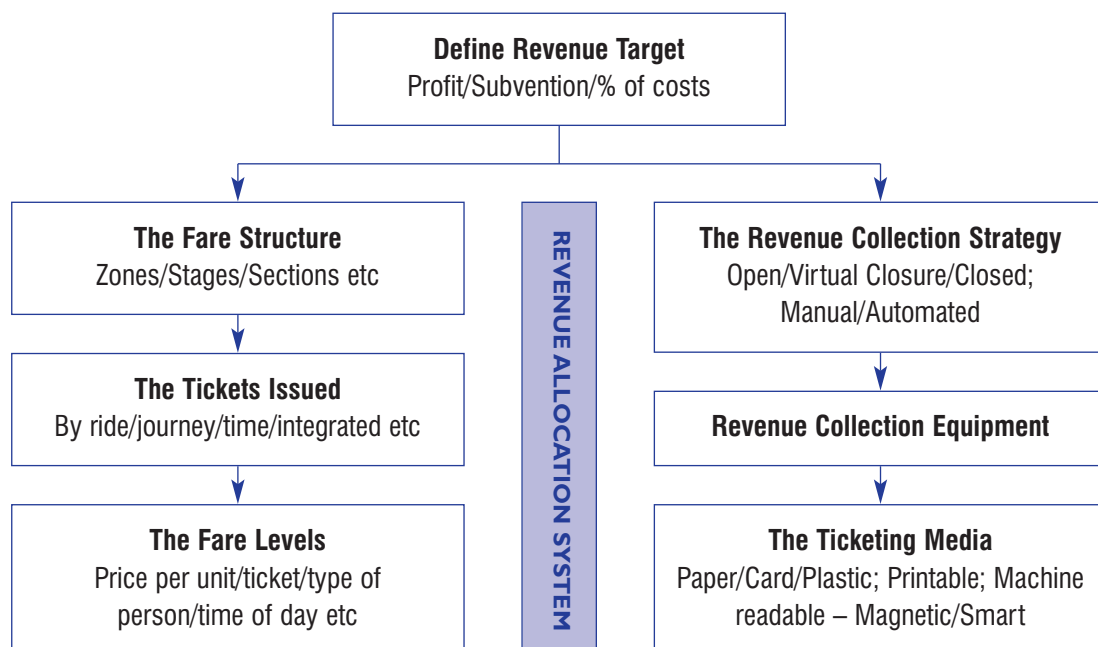 Define Revenue Target
Profit/Subvention/% of costs
The Fare Structure
Zones/Stages/Sections etc
The Tickets Issued
By ride/journey/time/integrated etc
The Fare Levels
Price per unit/ticket/type of
person/time of day etc
REVENUE ALLOCATION SYSTEM
The Revenue Collection Strategy
Open/Virtual Closure/Closed;
Manual/Automated
Revenue Collection Equipment
The Ticketing Media
Paper/Card/Plastic; Printable; Machine
readable – Magnetic/Smart